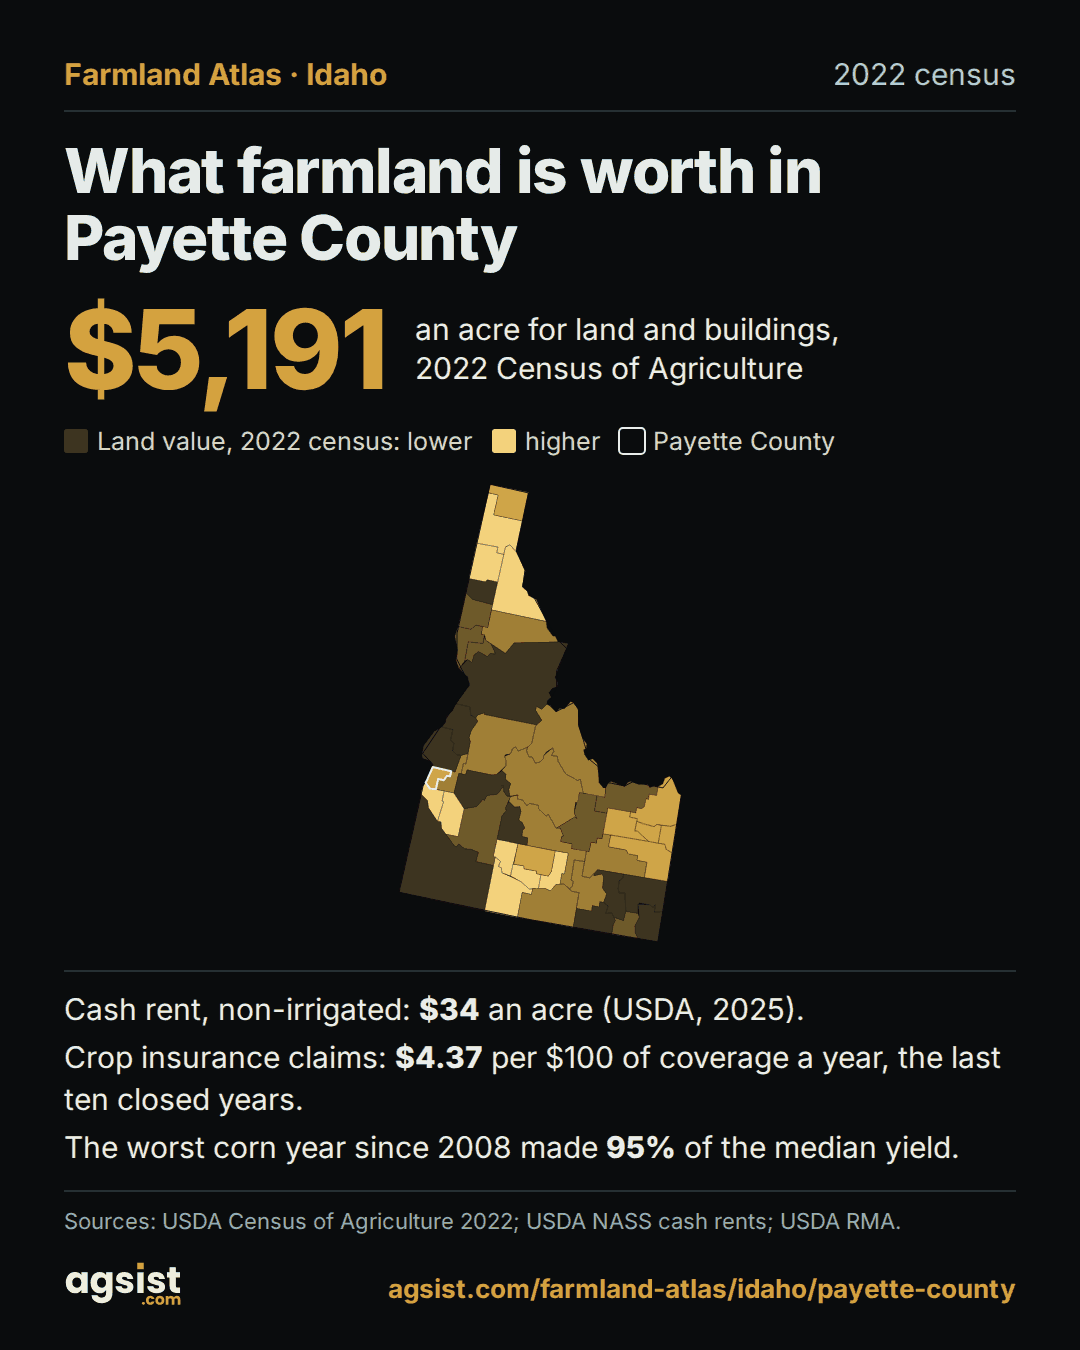 Farmland Atlas · Idaho
2022 census
What farmland is worth in
Payette County
$5,191
an acre for land and buildings,
2022 Census of Agriculture
Land value, 2022 census: lower
higher
Payette County
Cash rent, non-irrigated: $34 an acre (USDA, 2025).
Crop insurance claims: $4.37 per $100 of coverage a year, the last
ten closed years.
The worst corn year since 2008 made 95% of the median yield.
Sources: USDA Census of Agriculture 2022; USDA NASS cash rents; USDA RMA.
agsist
.com
agsist.com/farmland-atlas/idaho/payette-county